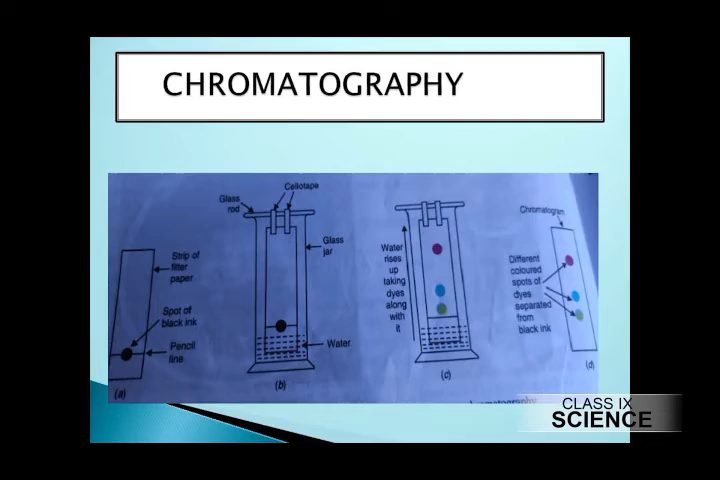 CHROMATOGRAPHY
Cellotape
Glass
rod
Glass
jar
Strip of
filter
paper
Spot of
black ink
Pencil
line
Water
(a)
(b)
Water
rises
up
taking
dyes
along
with
it
(c)
Chromatogram
Different
coloured
spots of
dyes
separated
from
black ink
(d)
CLASS IX
SCIENCE